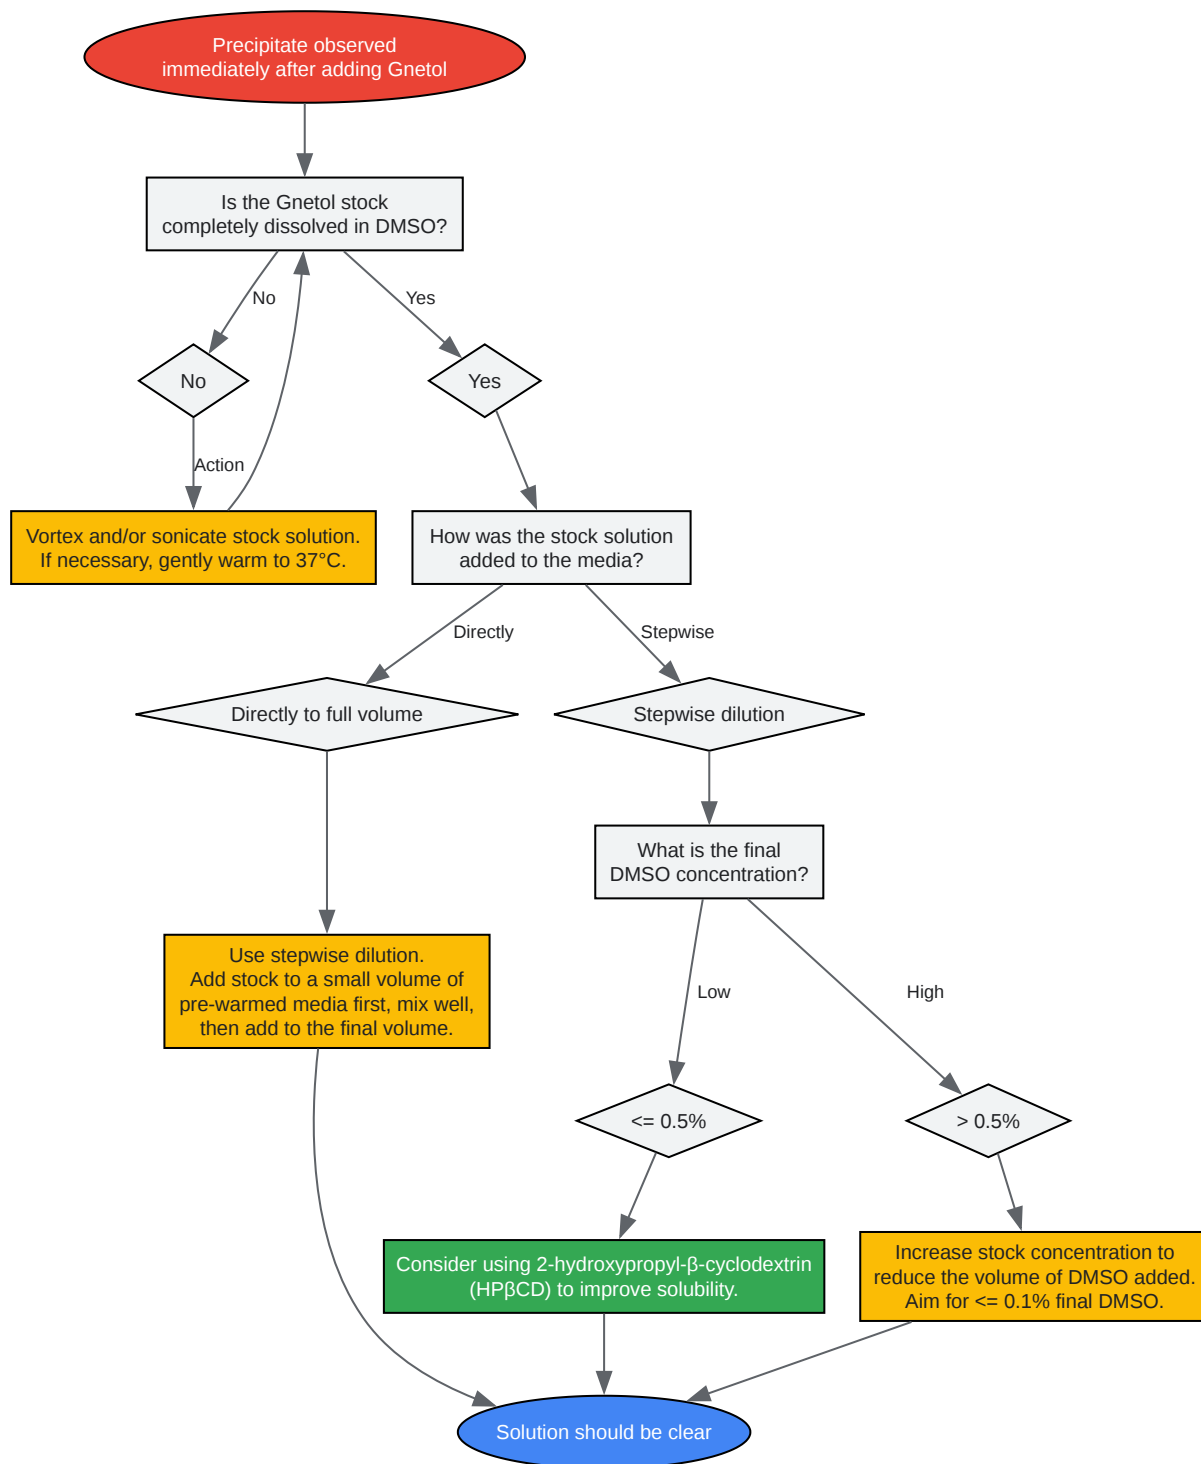 Precipitate observed
immediately after adding Gnetol
Is the Gnetol stock
completely dissolved in DMSO?
No
Yes
No
Yes
Action
Vortex and/or sonicate stock solution.
If necessary, gently warm to 37°C.
How was the stock solution
added to the media?
Directly
Stepwise
Directly to full volume
Stepwise dilution
What is the final
DMSO concentration?
Use stepwise dilution.
Add stock to a small volume of
pre-warmed media first, mix well,
then add to the final volume.
Low
High
<= 0.5%
> 0.5%
Consider using 2-hydroxypropyl-β-cyclodextrin
(HPβCD) to improve solubility.
Increase stock concentration to
reduce the volume of DMSO added.
Aim for <= 0.1% final DMSO.
Solution should be clear